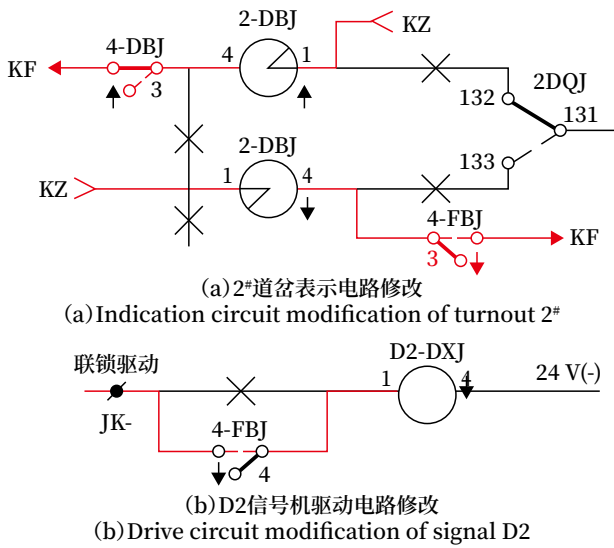 2-DBJ
KZ
4-DBJ
4
1
KF
3
2DQJ
132
131
2-DBJ
133
KZ
1
4
4-FBJ
KF
3
(a)2#道岔表示电路修改
(a)Indication circuit modification of turnout 2#
联锁驱动
D2-DXJ
1
4
24 V(-)
JK-
4-FBJ
4
(b)D2信号机驱动电路修改
(b)Drive circuit modification of signal D2